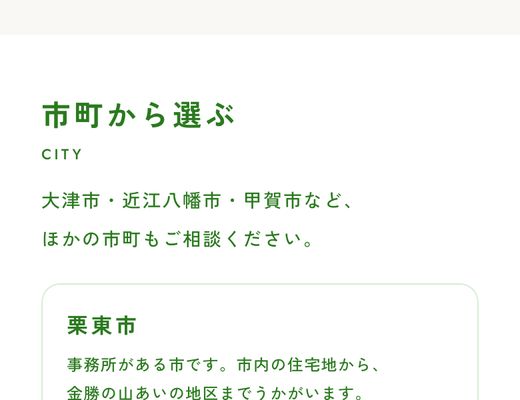 市町から選ぶ
CITY
大津市・近江八幡市・甲賀市など、
ほかの市町もご相談ください。
栗東市
事務所がある市です。市内の住宅地から、
金勝の山あいの地区までうかがいます。